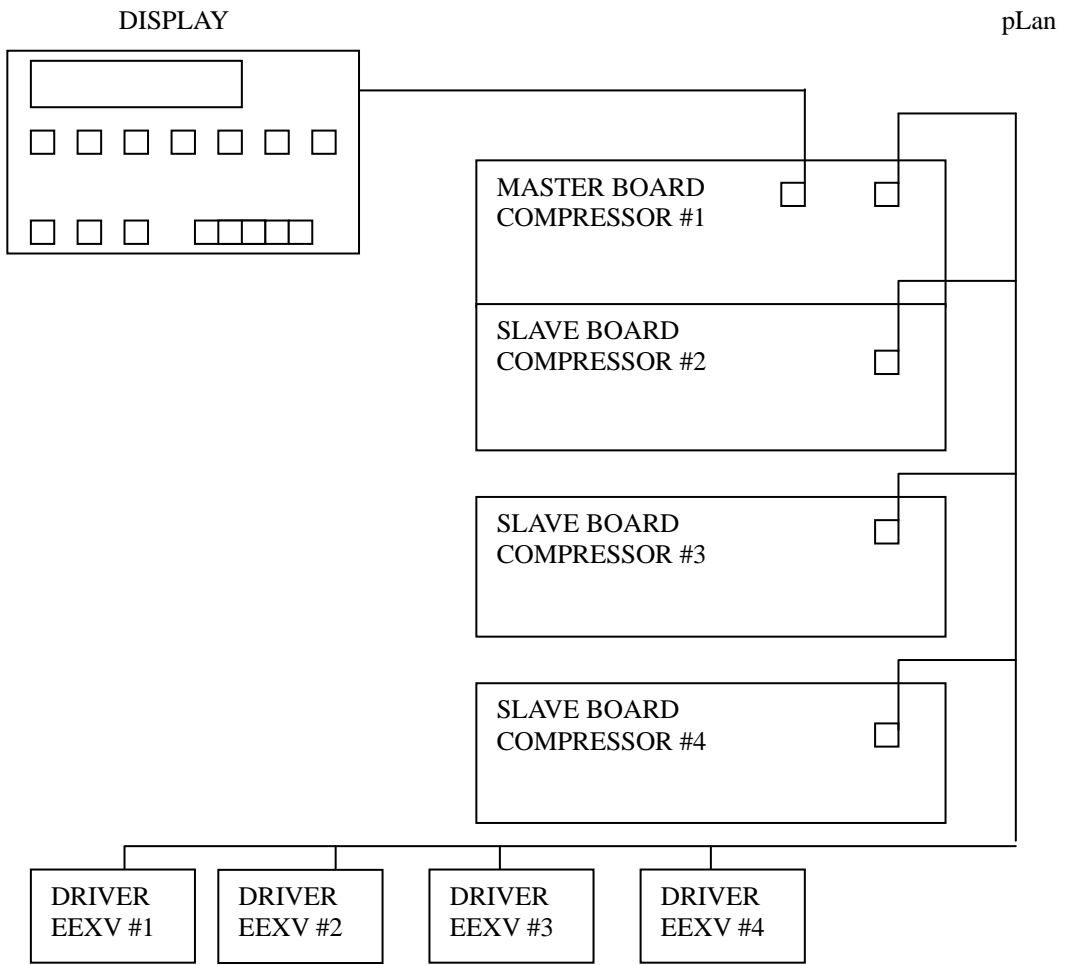 DISPLAY
pLan
MASTER BOARD
COMPRESSOR #1
SLAVE BOARD
COMPRESSOR #2
SLAVE BOARD
COMPRESSOR #3
SLAVE BOARD
COMPRESSOR #4
DRIVER
EEXV #1
DRIVER
EEXV #2
DRIVER
EEXV #3
DRIVER
EEXV #4